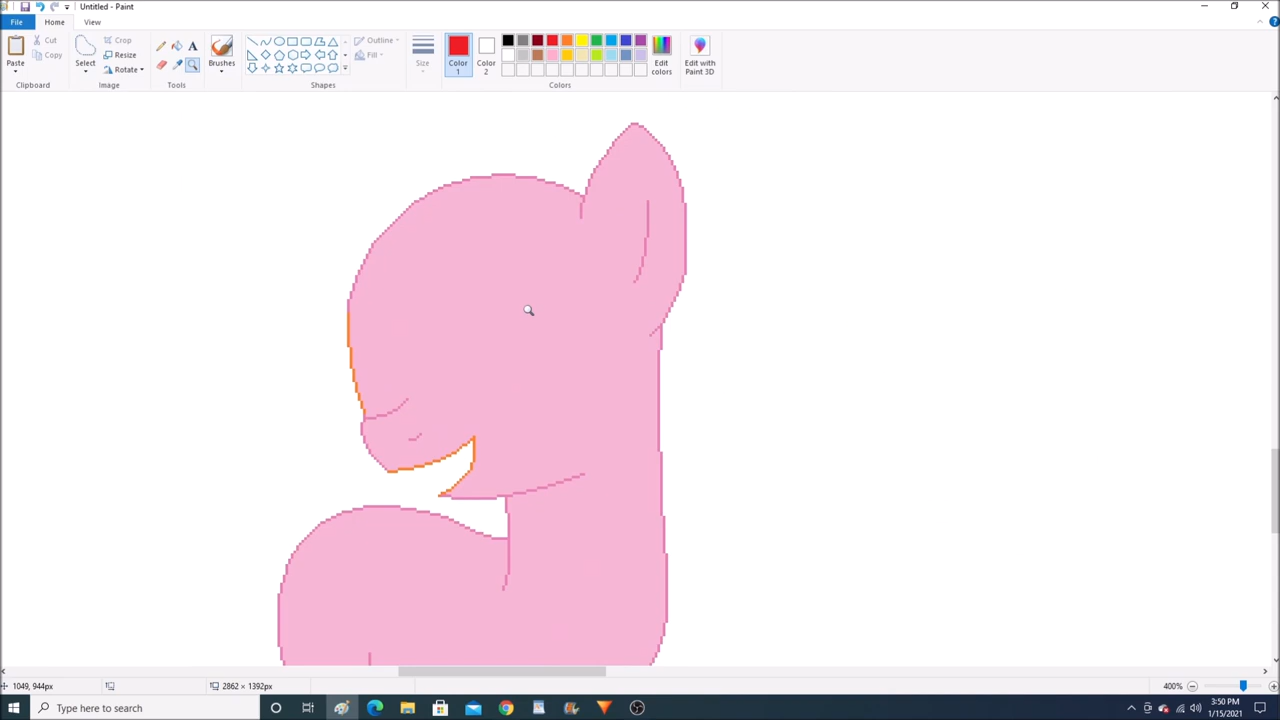 Untitled - Paint
File Home View
Paste
Cut
Copy
Clipboard
Select
Crop
Resize
Rotate
Image
Tools
Brushes
Outline
Fill
Shapes
Size
Color 1
Color 2
Edit colors
Edit with Paint 3D
Colors
1049, 944px
2862 × 1392px
400%
Type here to search
3:50 PM
1/15/2021